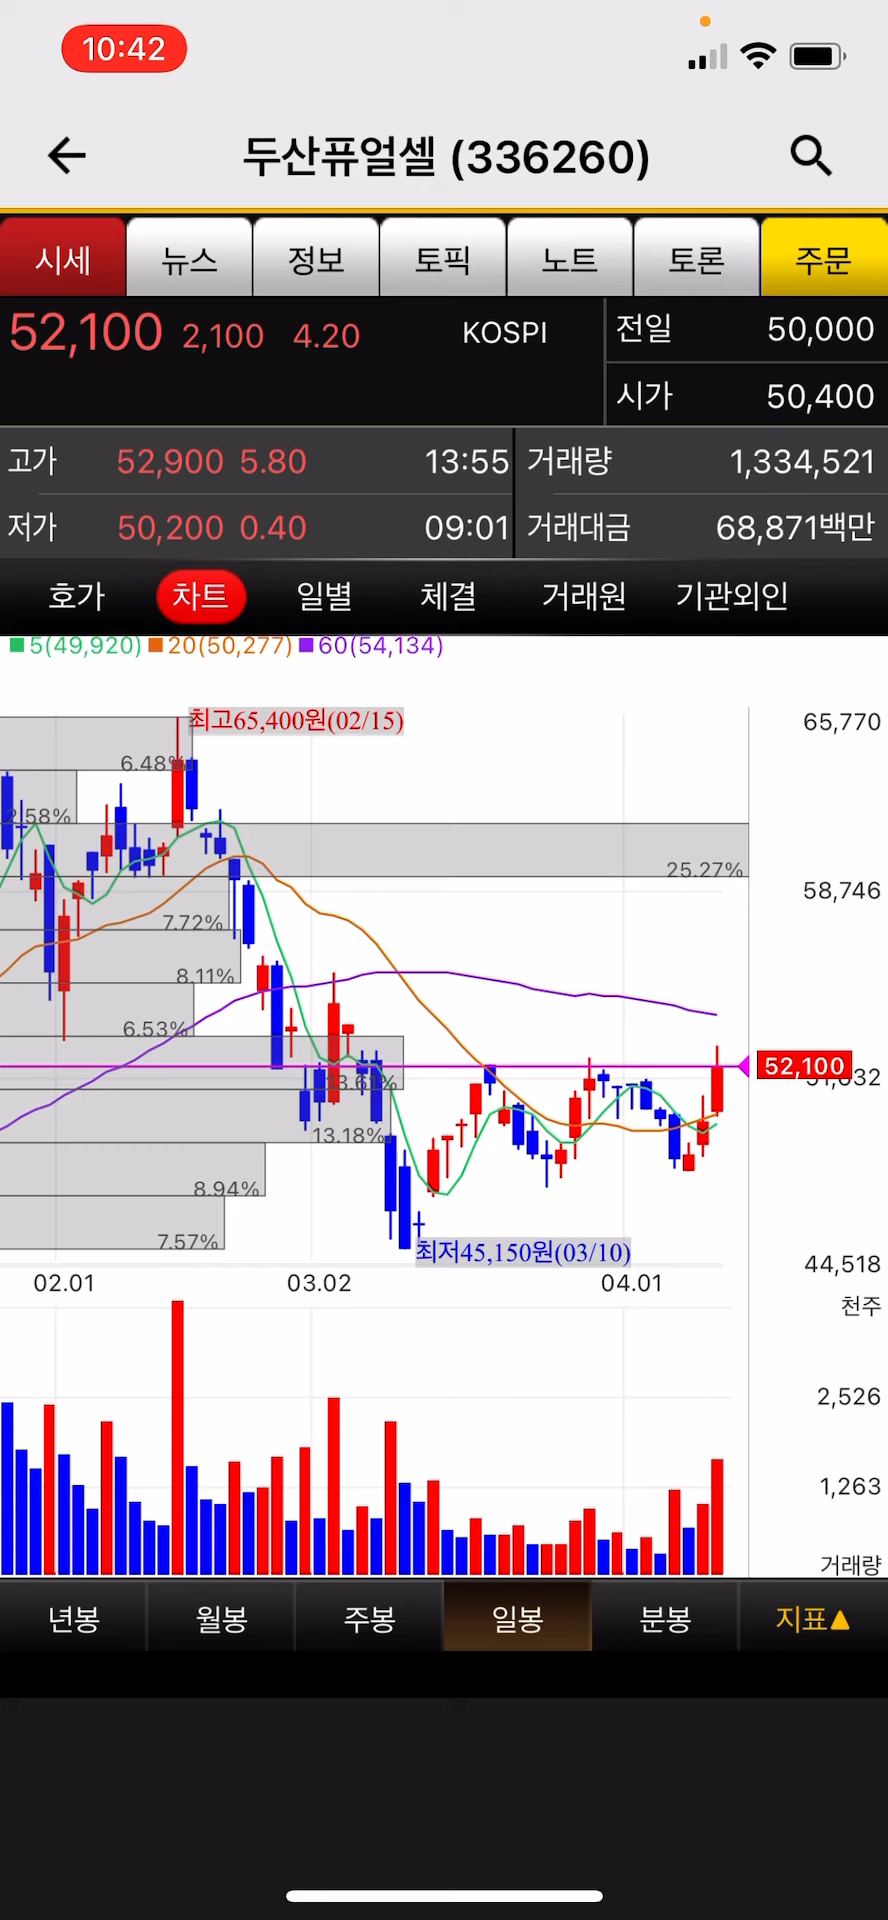 10:42
두산퓨얼셀 (336260)
시세 뉴스 정보 토픽 노트 토론 주문
52,100 2,100 4.20 KOSPI 전일 50,000
시가 50,400
고가 52,900 5.80 13:55 거래량 1,334,521
저가 50,200 0.40 09:01 거래대금 68,871백만
호가 차트 일별 체결 거래원 기관외인
5(49,920) 20(50,277) 60(54,134)
최고65,400원(02/15) 65,770
6.48%
2.58%
25.27%
58,746
7.72%
8.11%
6.53%
52,100
13.61%
13.18%
8.94%
7.57%
최저45,150원(03/10)
44,518
02.01 03.02 04.01
천주
2,526
1,263
거래량
년봉 월봉 주봉 일봉 분봉 지표▲